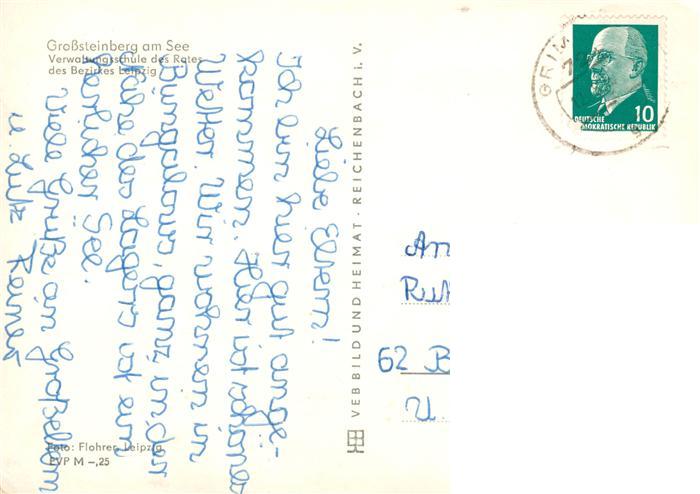 Großsteinberg am See
Verwaltungsschule des Rates
des Bezirkes Leipzig
Liebe Eltern!
Ich bin hier gut ange-
kommen. Hier ist schönes
Wetter. Wir wohnen in
Bungalows, ganz in der
Nähe des Lagers ist ein
herrlicher See.
Viele Grüße an Großeltern
u. Lutz
Foto: Flohrer, Leipzig
EVP M –,25
VEB BILD UND HEIMAT · REICHENBACH i. V.
GRIM
10
DEUTSCHE
DEMOKRATISCHE REPUBLIK
An
62 B